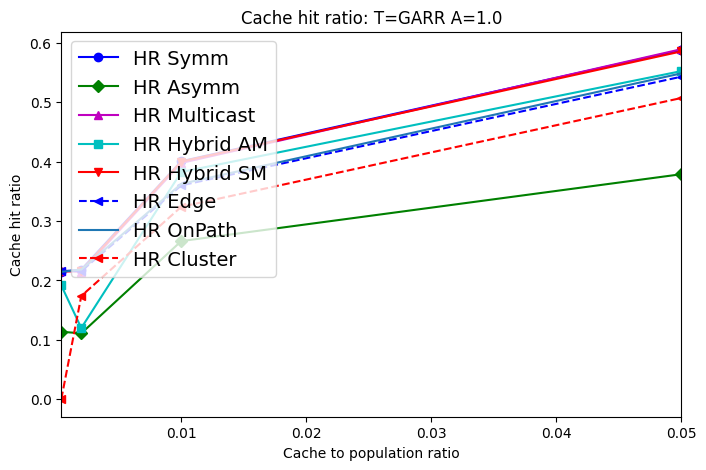 Cache hit ratio: T=GARR A=1.0
0.6
0.5
0.4
0.3
0.2
0.1
0.0
Cache hit ratio
HR Symm
HR Asymm
HR Multicast
HR Hybrid AM
HR Hybrid SM
HR Edge
HR OnPath
HR Cluster
0.01
0.02
0.03
0.04
0.05
Cache to population ratio